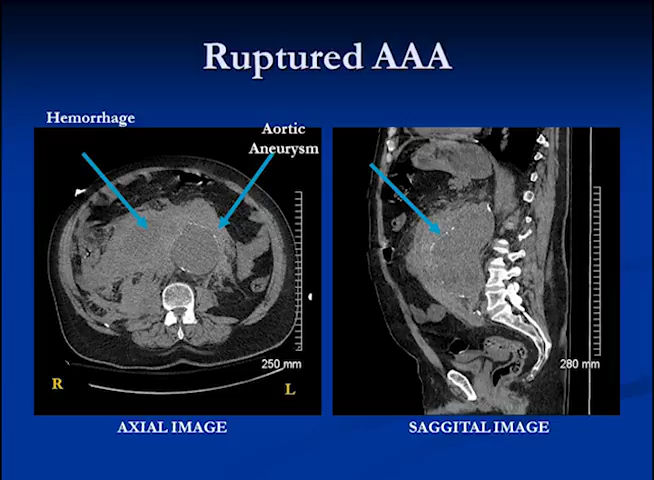 Ruptured AAA
Hemorrhage
Aortic
Aneurysm
250 mm
R
L
280 mm
AXIAL IMAGE
SAGGITAL IMAGE